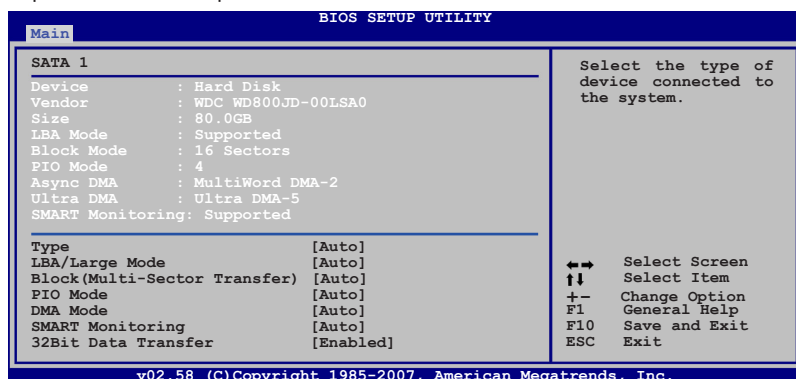 BIOS SETUP UTILITY
Main
SATA 1
Device : Hard Disk
Vendor : WDC WD800JD-00LSA0
Size : 80.0GB
LBA Mode : Supported
Block Mode : 16 Sectors
PIO Mode : 4
Async DMA : MultiWord DMA-2
Ultra DMA : Ultra DMA-5
SMART Monitoring: Supported
Type [Auto]
LBA/Large Mode [Auto]
Block(Multi-Sector Transfer) [Auto]
PIO Mode [Auto]
DMA Mode [Auto]
SMART Monitoring [Auto]
32Bit Data Transfer [Enabled]
Select the type of
device connected to
the system.
←→ Select Screen
↑↓ Select Item
+- Change Option
F1 General Help
F10 Save and Exit
ESC Exit
v02.58 (C)Copyright 1985-2007, American Megatrends, Inc.